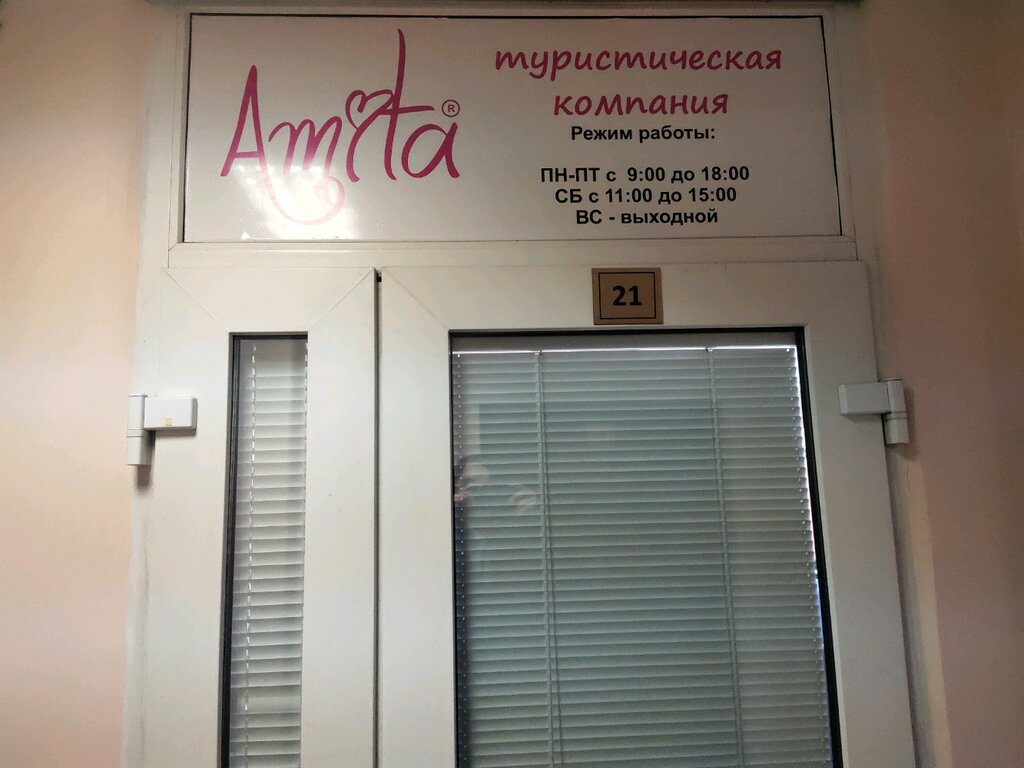 Amita ®
туристическая
компания
Режим работы:
ПН-ПТ с 9:00 до 18:00
СБ с 11:00 до 15:00
ВС - выходной
21